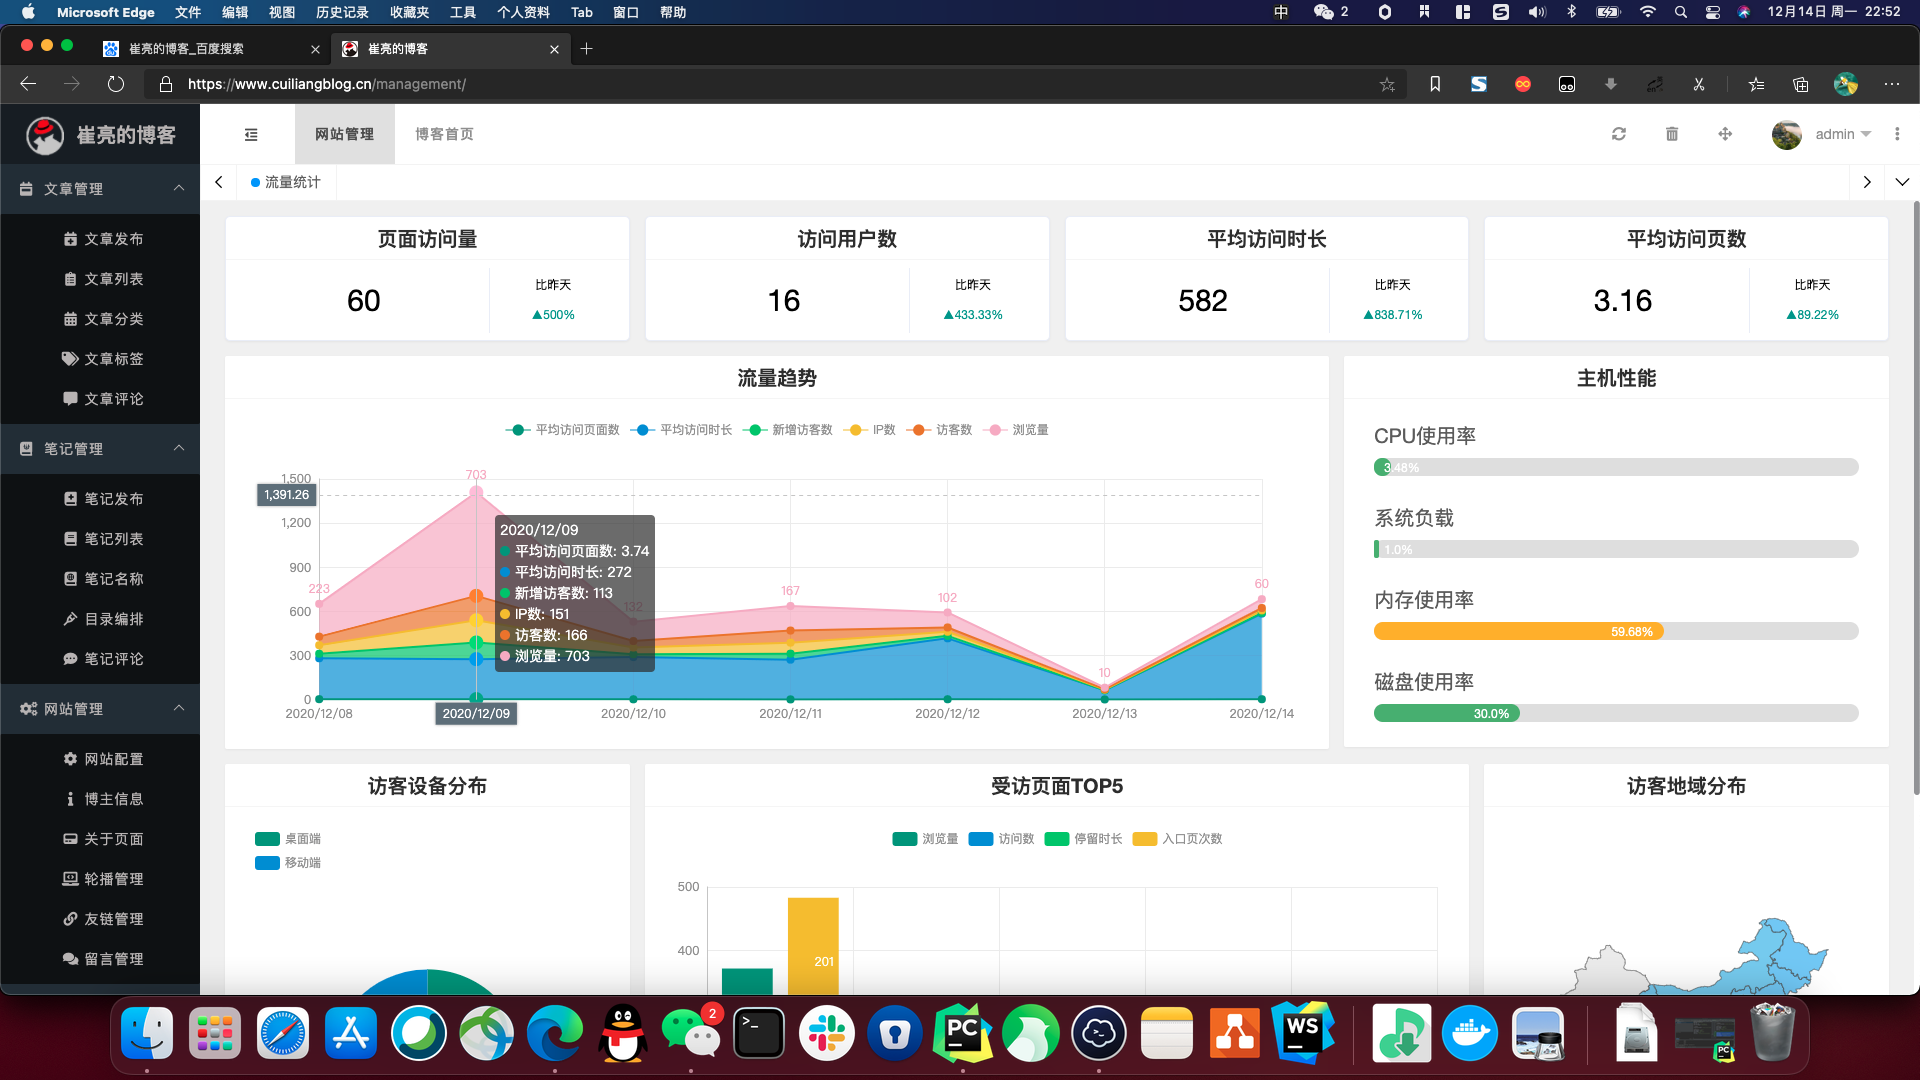 Microsoft Edge 文件 编辑 视图 历史记录 收藏夹 工具 个人资料 Tab 窗口 帮助 中 2 12月14日 周一 22:52
崔亮的博客_百度搜索 崔亮的博客
https://www.cuiliangblog.cn/management/
崔亮的博客 网站管理 博客首页 admin
文章管理
流量统计
文章发布
文章列表
文章分类
文章标签
文章评论
笔记管理
笔记发布
笔记列表
笔记名称
目录编排
笔记评论
网站管理
网站配置
博主信息
关于页面
轮播管理
友链管理
留言管理
页面访问量
60
比昨天
▲500%
访问用户数
16
比昨天
▲433.33%
平均访问时长
582
比昨天
▲838.71%
平均访问页数
3.16
比昨天
▲89.22%
流量趋势
平均访问页面数 平均访问时长 新增访客数 IP数 访客数 浏览量
1,500
1,391.26
1,200
900
600
300
0
223
703
132
167
102
10
60
2020/12/09
平均访问页面数: 3.74
平均访问时长: 272
新增访客数: 113
IP数: 151
访客数: 166
浏览量: 703
2020/12/08 2020/12/09 2020/12/10 2020/12/11 2020/12/12 2020/12/13 2020/12/14
主机性能
CPU使用率
3.48%
系统负载
1.0%
内存使用率
59.68%
磁盘使用率
30.0%
访客设备分布
桌面端
移动端
受访页面TOP5
浏览量 访问数 停留时长 入口页次数
500
400
201
访客地域分布
2
PC
WS
PC